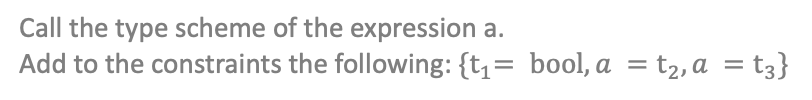 Call the type scheme of the expression a.
Add to the constraints the following: {t₁= bool, a = t₂, a = t₃}